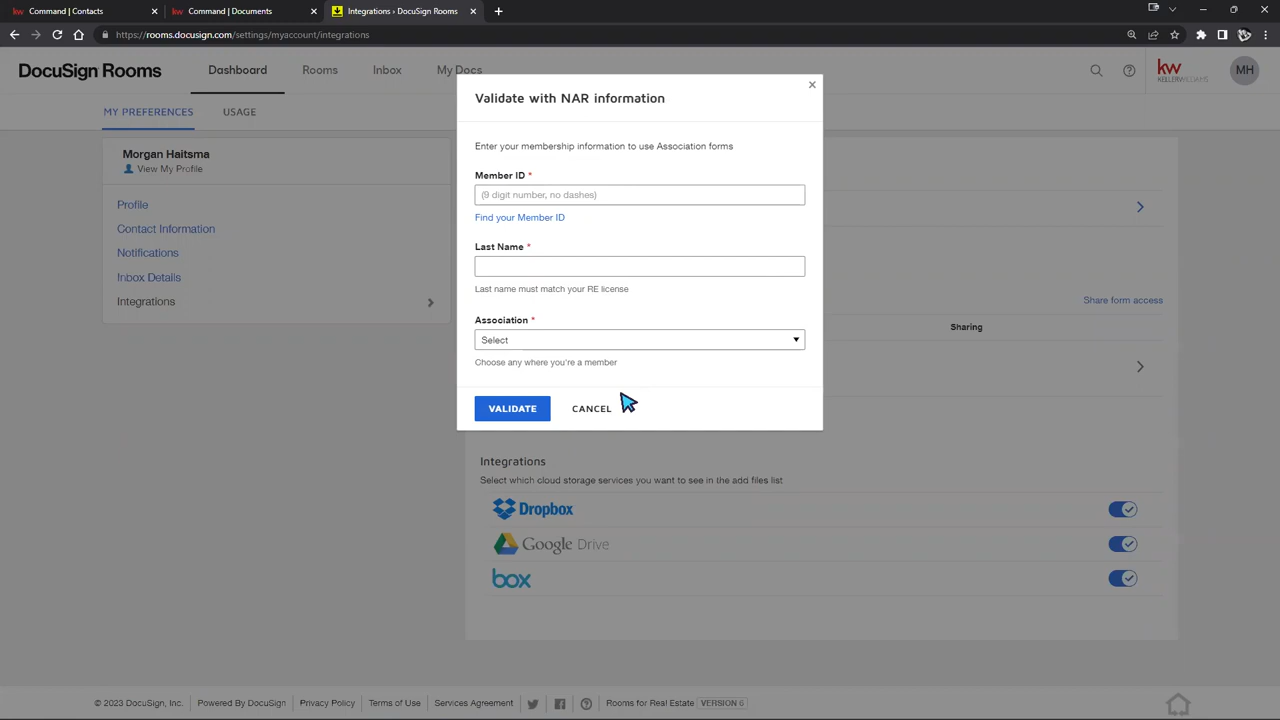 kw Command | Contacts
kw Command | Documents
Integrations › DocuSign Rooms
https://rooms.docusign.com/settings/myaccount/integrations
DocuSign Rooms
Dashboard
Rooms
Inbox
My Docs
kw
KELLERWILLIAMS
MH
MY PREFERENCES
USAGE
Morgan Haitsma
View My Profile
Profile
Contact Information
Notifications
Inbox Details
Integrations
Validate with NAR information
Enter your membership information to use Association forms
Member ID *
(9 digit number, no dashes)
Find your Member ID
Last Name *
Last name must match your RE license
Association *
Select
Choose any where you're a member
VALIDATE
CANCEL
Share form access
Sharing
Integrations
Select which cloud storage services you want to see in the add files list
Dropbox
Google Drive
box
© 2023 DocuSign, Inc.
Powered By DocuSign
Privacy Policy
Terms of Use
Services Agreement
Rooms for Real Estate
VERSION 6